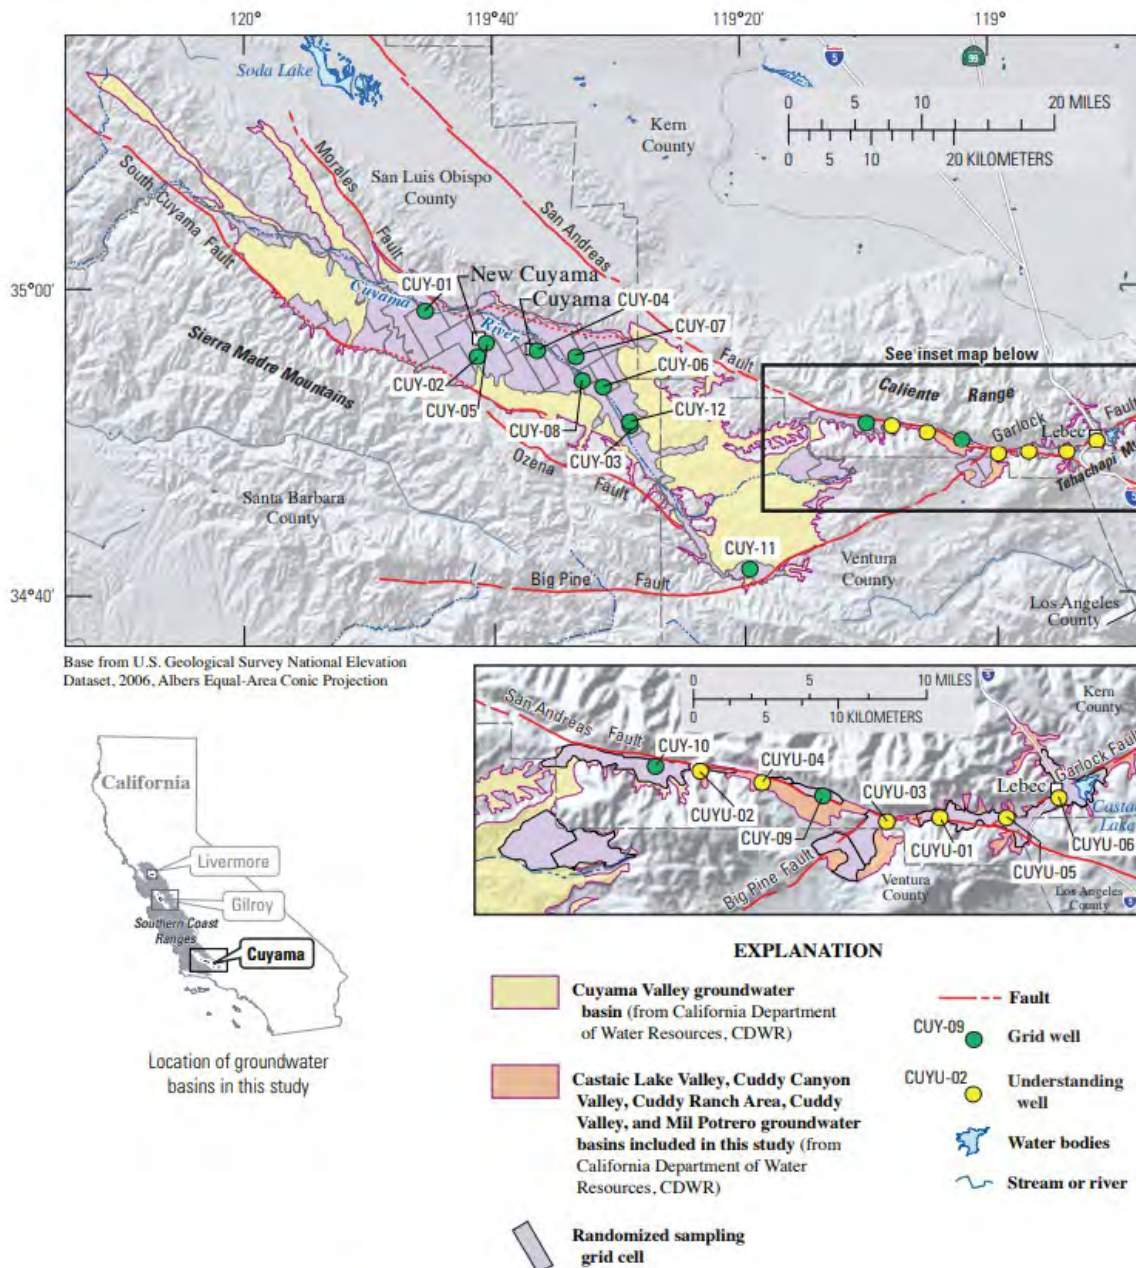 120°
119°40'
119°20'
119°
Soda Lake
5
99
0 5 10 20 MILES
0 5 10 20 KILOMETERS
Kern
County
Morales
Fault
San Luis Obispo
County
South Cuyama Fault
San Andreas
Fault
35°00'
CUY-01
New Cuyama
Cuyama
Cuyama
River
CUY-04
CUY-07
CUY-06
CUY-02
CUY-05
CUY-08
CUY-12
CUY-03
Sierra Madre Mountains
Ozena
Fault
See inset map below
Caliente Range
Garlock
Fault
Lebec
Tehachapi
5
Santa Barbara
County
CUY-11
Ventura
County
Big Pine Fault
34°40'
Los Angeles
County
Base from U.S. Geological Survey National Elevation
Dataset, 2006, Albers Equal-Area Conic Projection
0 5 10 MILES
0 5 10 KILOMETERS
5
Kern
County
San Andreas
Fault
CUY-10
CUYU-04
CUYU-02
CUYU-03
CUY-09
CUYU-01
Lebec
Garlock Fault
Lake
CUYU-06
CUYU-05
Big Pine Fault
Ventura
County
Los Angeles
County
5
California
Livermore
Gilroy
Southern Coast
Ranges
Cuyama
Location of groundwater
basins in this study
EXPLANATION
Cuyama Valley groundwater
basin (from California Department
of Water Resources, CDWR)
Castaic Lake Valley, Cuddy Canyon
Valley, Cuddy Ranch Area, Cuddy
Valley, and Mil Potrero groundwater
basins included in this study (from
California Department of Water
Resources, CDWR)
Randomized sampling
grid cell
Fault
CUY-09
Grid well
CUYU-02
Understanding
well
Water bodies
Stream or river